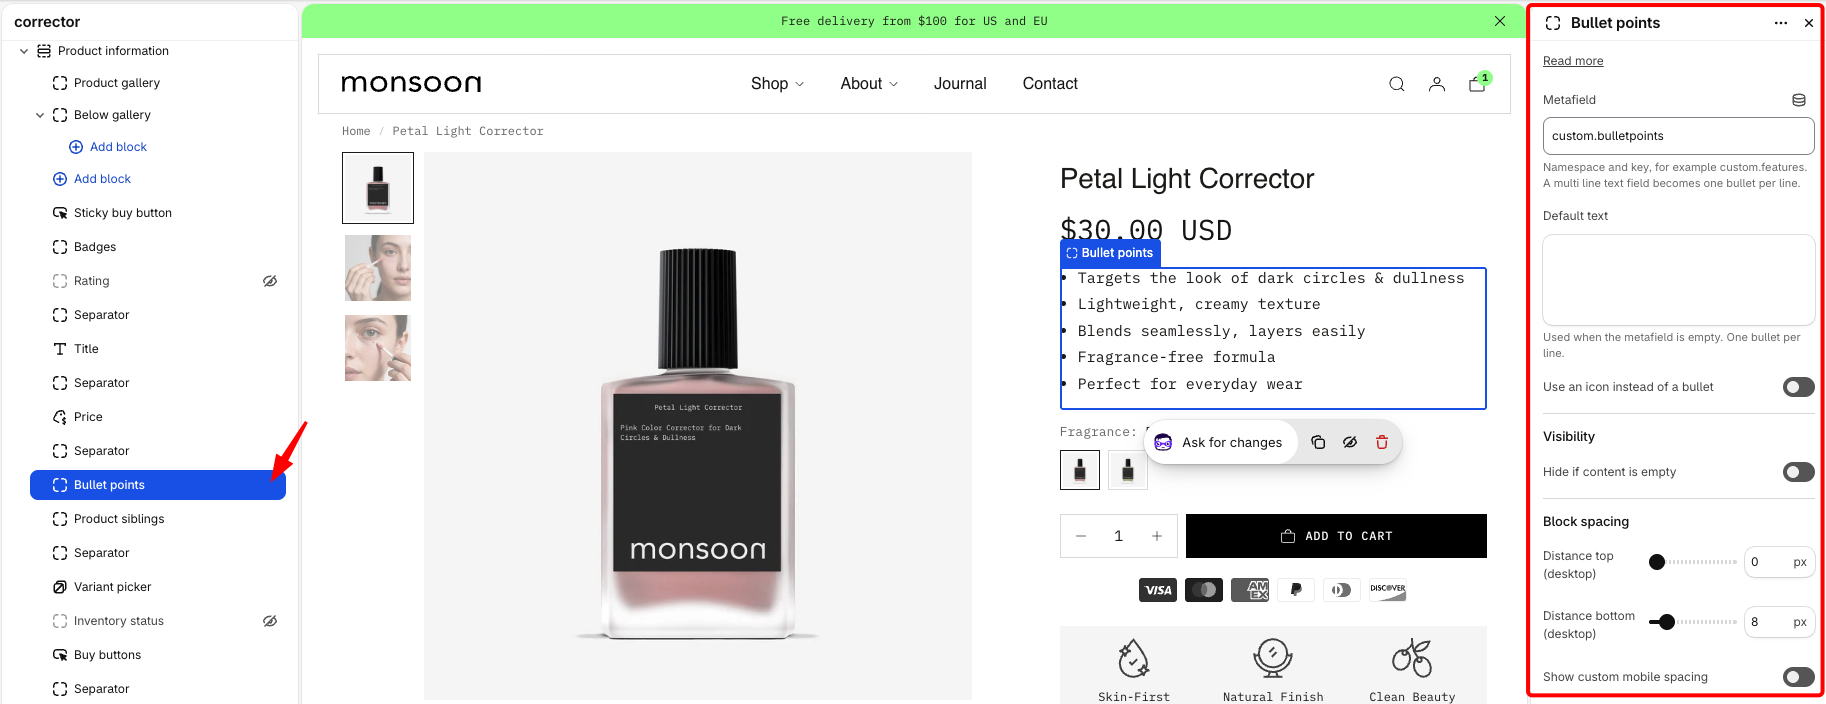 corrector
Product information
Product gallery
Below gallery
Add block
Add block
Sticky buy button
Badges
Rating
Separator
Title
Separator
Price
Separator
Bullet points
Product siblings
Separator
Variant picker
Inventory status
Buy buttons
Separator
Free delivery from $100 for US and EU
monsoon
Shop
About
Journal
Contact
1
Home / Petal Light Corrector
Petal Light Corrector
Pink Color Corrector for Dark
Circles & Dullness
monsoon
Petal Light Corrector
$30.00 USD
Bullet points
• Targets the look of dark circles & dullness
• Lightweight, creamy texture
• Blends seamlessly, layers easily
• Fragrance-free formula
• Perfect for everyday wear
Fragrance:
Ask for changes
− 1 +
ADD TO CART
VISA
AMEX
DISCOVER
Skin-First
Natural Finish
Clean Beauty
Bullet points
Read more
Metafield
custom.bulletpoints
Namespace and key, for example custom.features.
A multi line text field becomes one bullet per line.
Default text
Used when the metafield is empty. One bullet per
line.
Use an icon instead of a bullet
Visibility
Hide if content is empty
Block spacing
Distance top
(desktop)
0 px
Distance bottom
(desktop)
8 px
Show custom mobile spacing